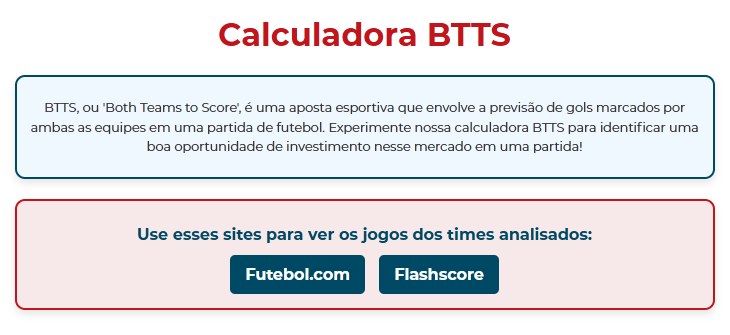 Calculadora BTTS
BTTS, ou 'Both Teams to Score', é uma aposta esportiva que envolve a previsão de gols marcados por
ambas as equipes em uma partida de futebol. Experimente nossa calculadora BTTS para identificar uma
boa oportunidade de investimento nesse mercado em uma partida!
Use esses sites para ver os jogos dos times analisados:
Futebol.com
Flashscore